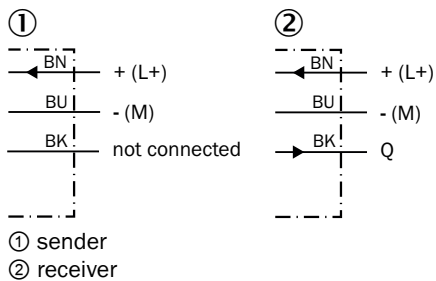 ① ②
BN + (L+) BN + (L+)
BU - (M) BU - (M)
BK not connected BK Q
① sender
② receiver